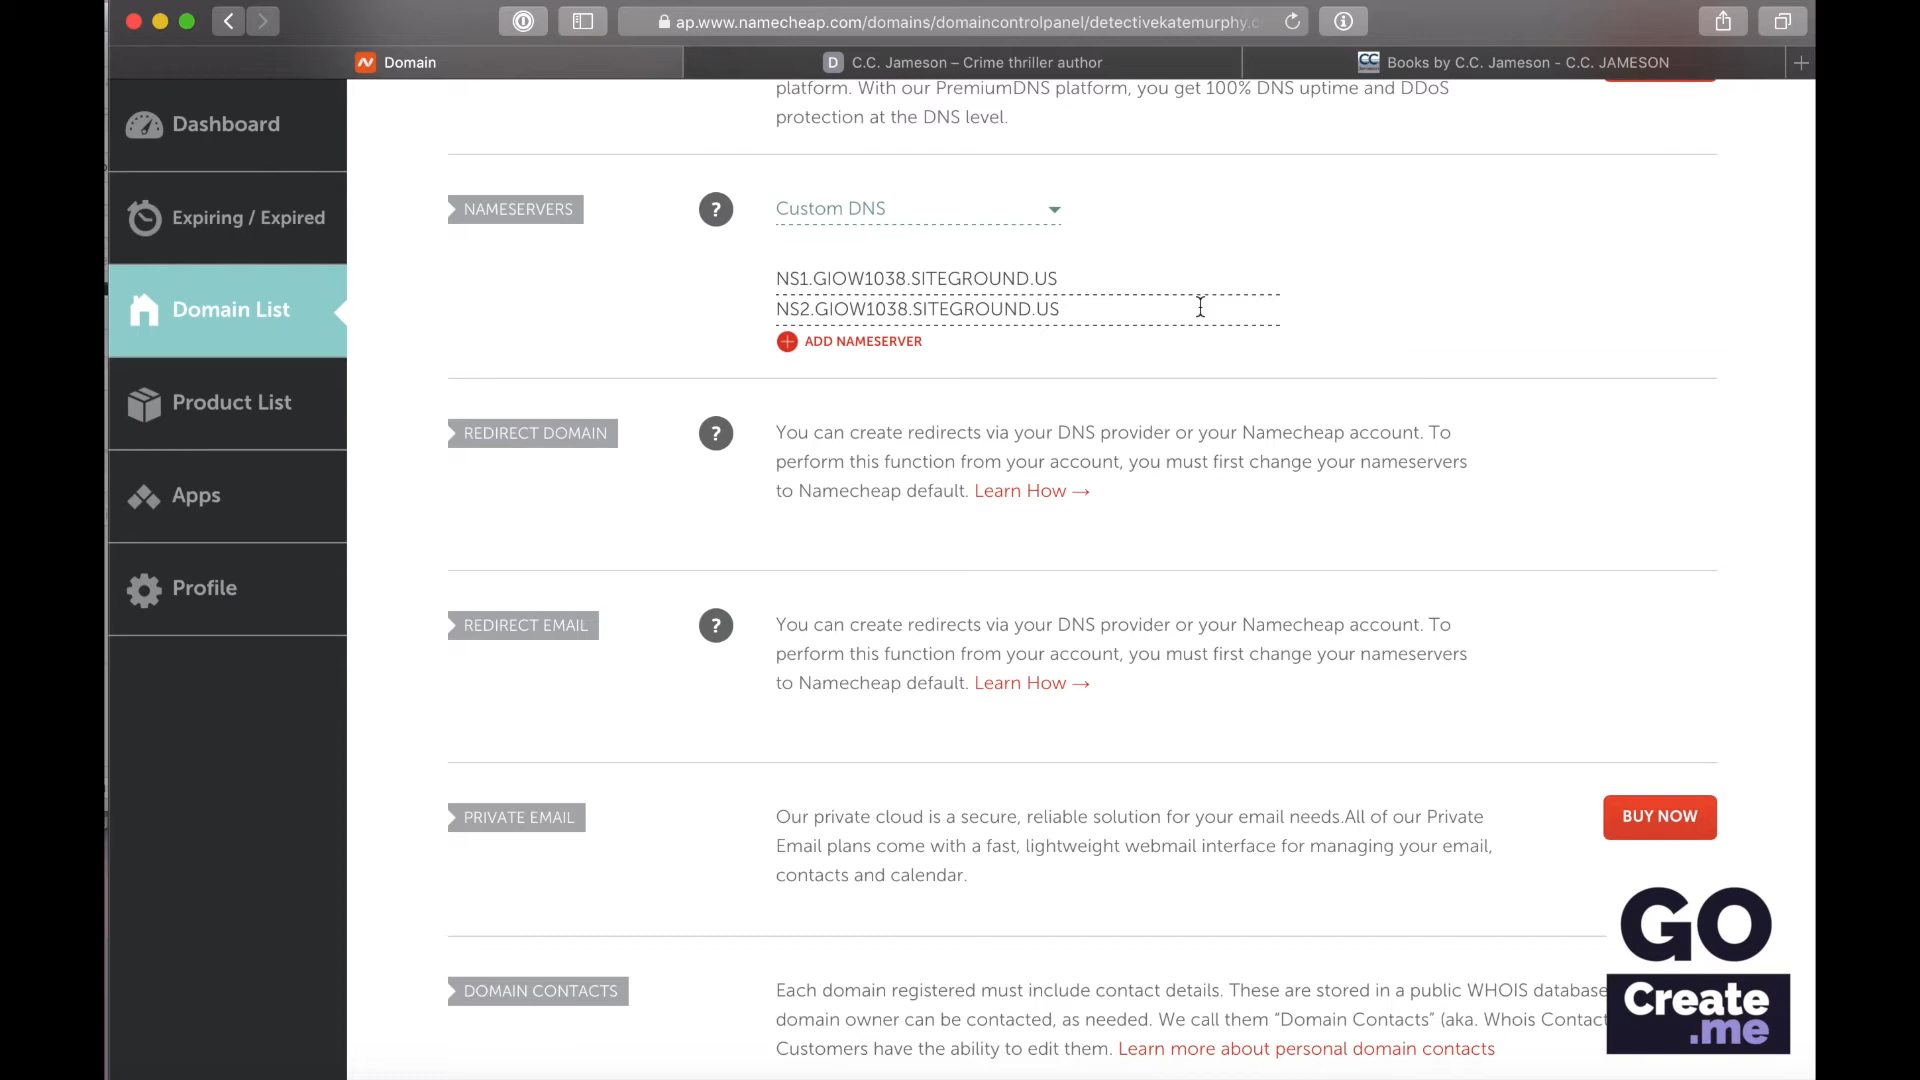 ap.www.namecheap.com/domains/domaincontrolpanel/detectivekatemurphy.c
Domain
D C.C. Jameson – Crime thriller author
CC Books by C.C. Jameson - C.C. JAMESON
platform. With our PremiumDNS platform, you get 100% DNS uptime and DDoS
protection at the DNS level.
Dashboard
Expiring / Expired
Domain List
Product List
Apps
Profile
NAMESERVERS
?
Custom DNS
NS1.GIOW1038.SITEGROUND.US
NS2.GIOW1038.SITEGROUND.US
ADD NAMESERVER
REDIRECT DOMAIN
?
You can create redirects via your DNS provider or your Namecheap account. To
perform this function from your account, you must first change your nameservers
to Namecheap default. Learn How →
REDIRECT EMAIL
?
You can create redirects via your DNS provider or your Namecheap account. To
perform this function from your account, you must first change your nameservers
to Namecheap default. Learn How →
PRIVATE EMAIL
Our private cloud is a secure, reliable solution for your email needs.All of our Private
Email plans come with a fast, lightweight webmail interface for managing your email,
contacts and calendar.
BUY NOW
DOMAIN CONTACTS
Each domain registered must include contact details. These are stored in a public WHOIS database
domain owner can be contacted, as needed. We call them “Domain Contacts” (aka. Whois Contact
Customers have the ability to edit them. Learn more about personal domain contacts
GO
Create
.me